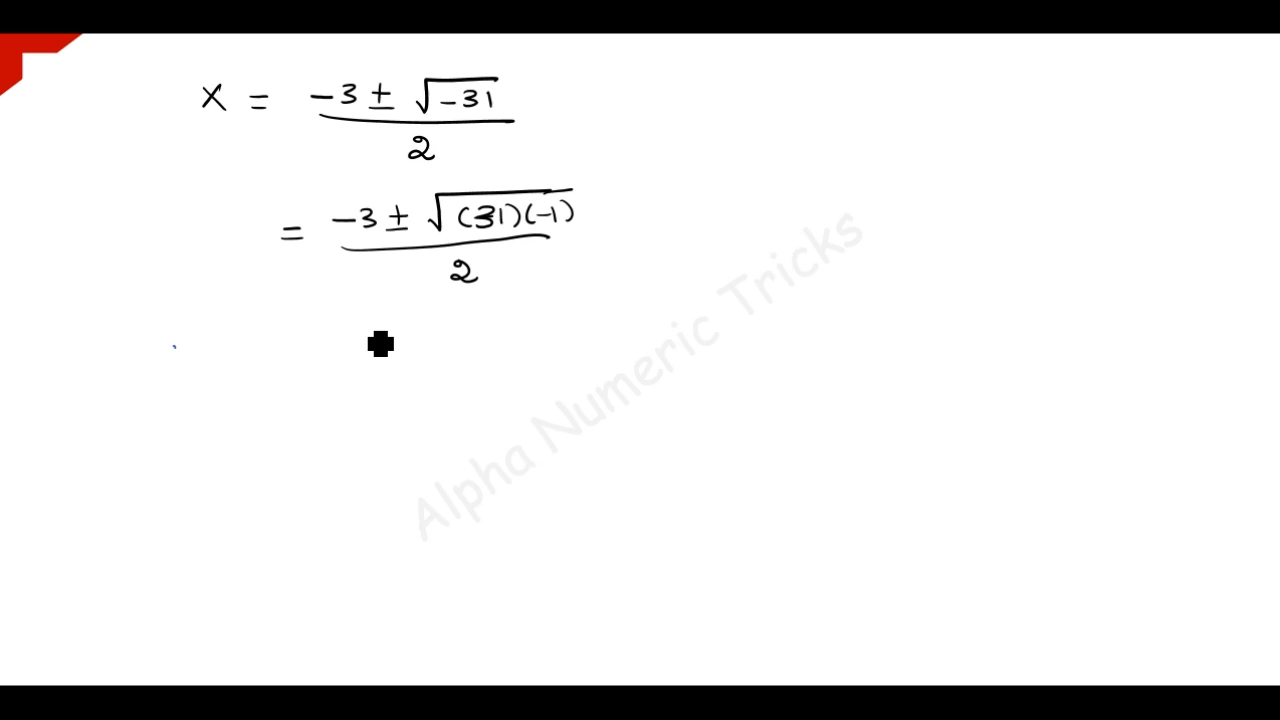 x = (-3 ± √-31) / 2
= (-3 ± √(31)(-1)) / 2
Alpha Numeric Tricks